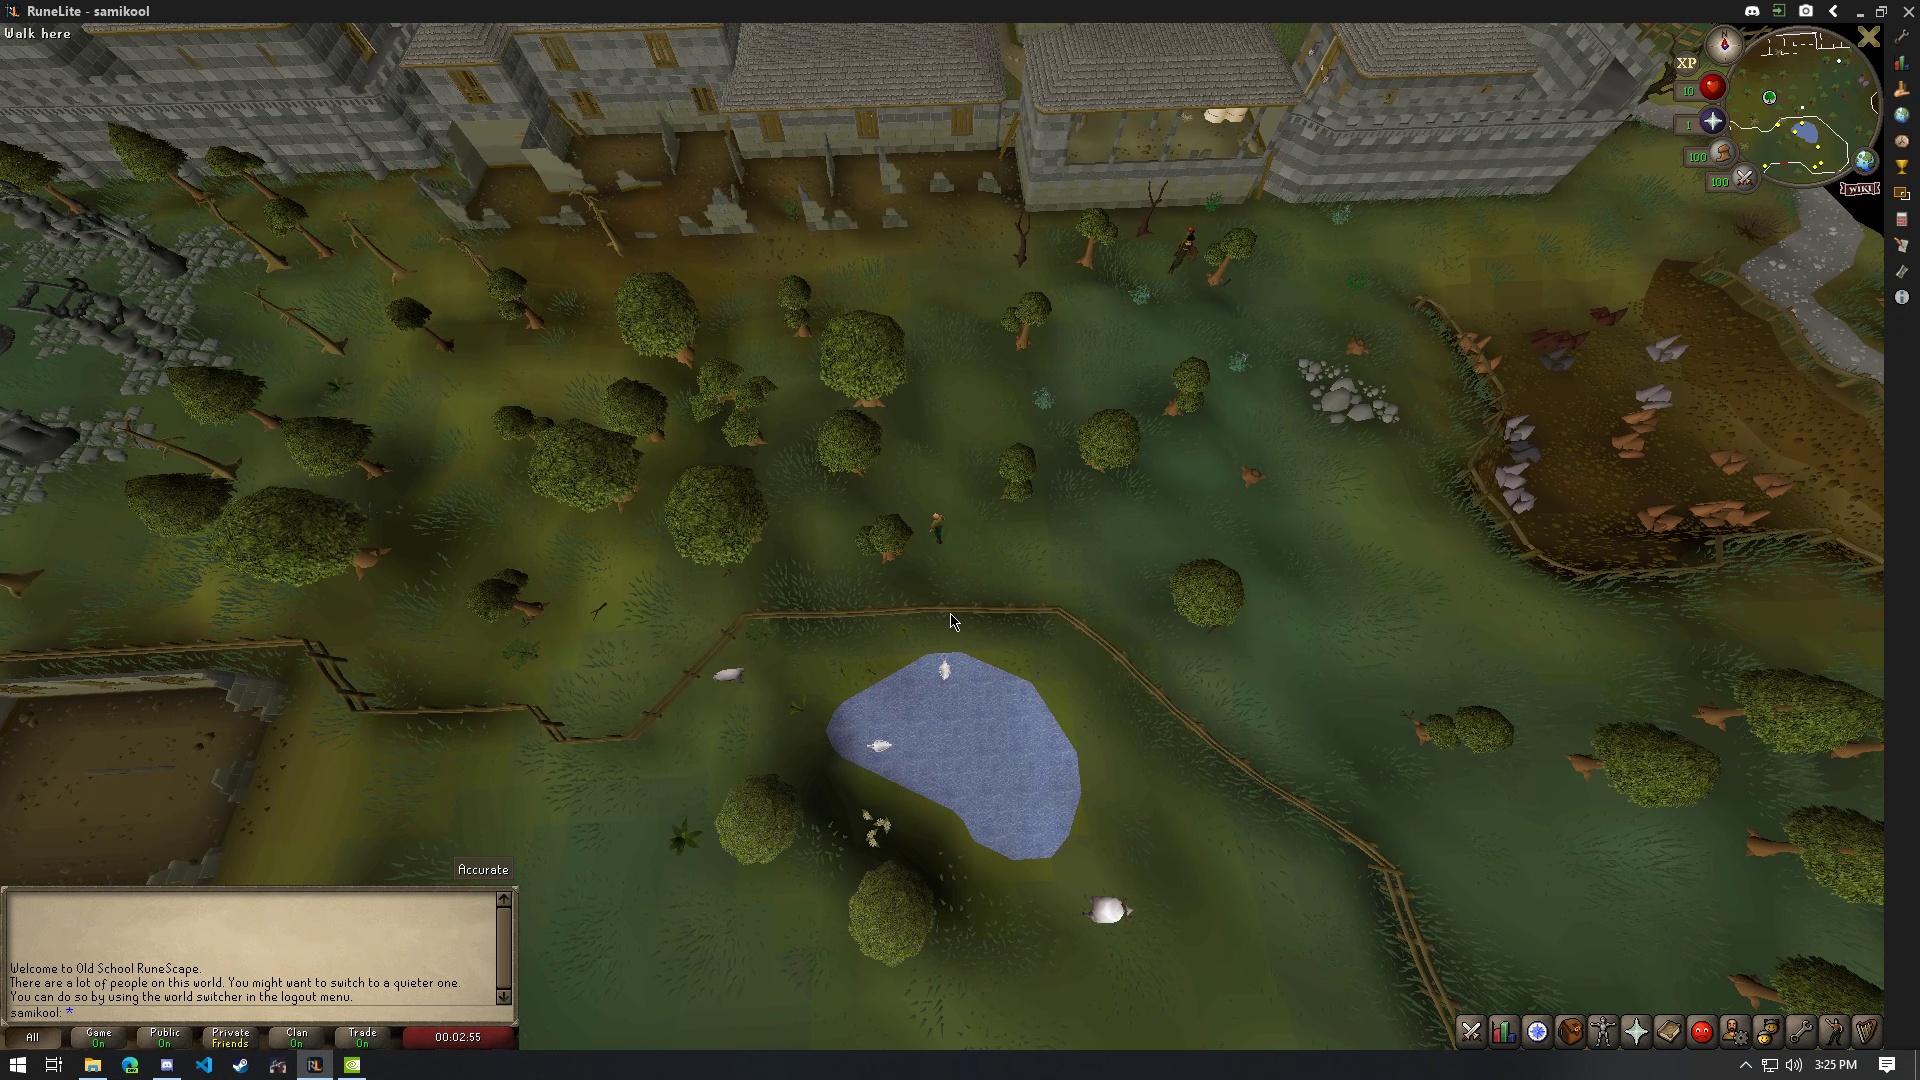 RuneLite - samikool
Walk here
N
XP
10
1
100
100
WIKI
Accurate
Welcome to Old School RuneScape.
There are a lot of people on this world. You might want to switch to a quieter one.
You can do so by using the world switcher in the logout menu.
samikool: *
All
Game
On
Public
On
Private
Friends
Clan
On
Trade
On
00:02:55
3:25 PM